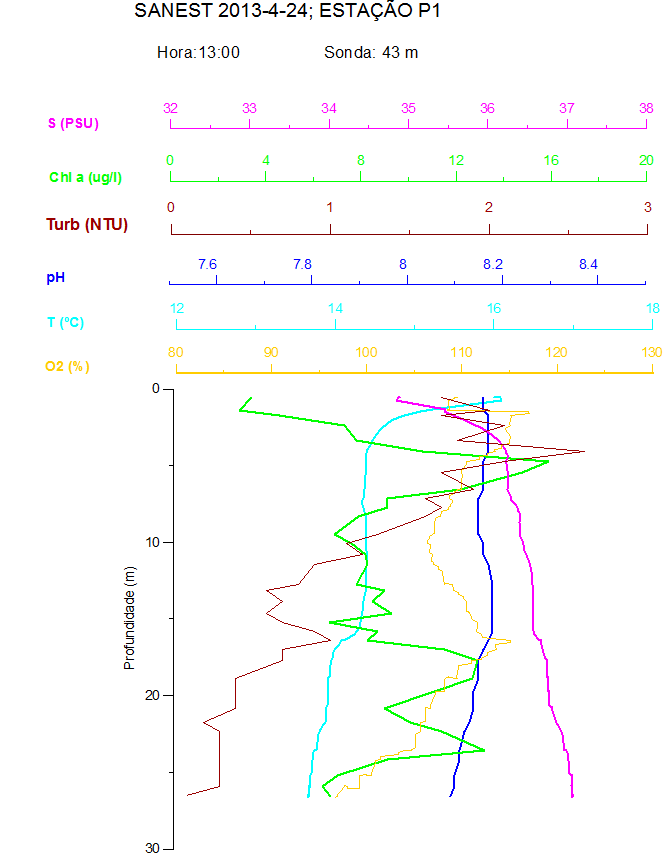 SANEST 2013-4-24; ESTAÇÃO P1
Hora:13:00 Sonda: 43 m
32 33 34 35 36 37 38
S (PSU)
0 4 8 12 16 20
Chl a (ug/l)
0 1 2 3
Turb (NTU)
7.6 7.8 8 8.2 8.4
pH
12 14 16 18
T (ºC)
80 90 100 110 120 130
O2 (%)
0
10
Profundidade (m)
20
30